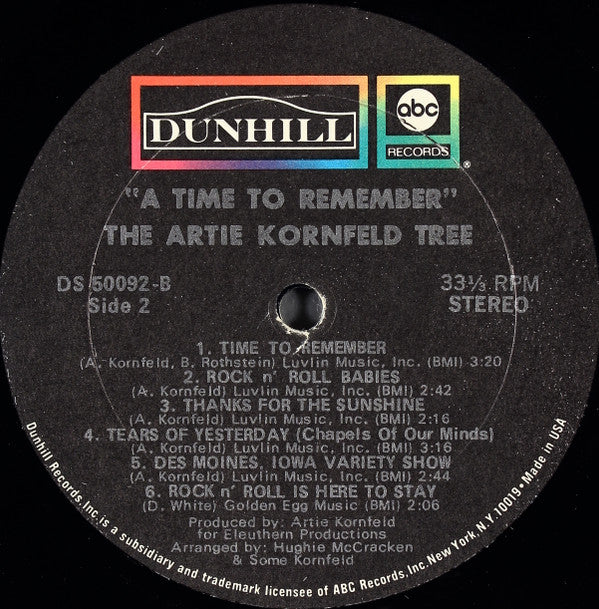 DUNHILL
abc
RECORDS
®
"A TIME TO REMEMBER"
THE ARTIE KORNFELD TREE
DS 50092-B
Side 2
33⅓ RPM
STEREO
1. TIME TO REMEMBER
(A. Kornfeld, B. Rothstein) Luvlin Music, Inc. (BMI) 3:20
2. ROCK n' ROLL BABIES
(A. Kornfeld) Luvlin Music, Inc. (BMI) 2:42
3. THANKS FOR THE SUNSHINE
(A. Kornfeld) Luvlin Music, Inc. (BMI) 2:16
4. TEARS OF YESTERDAY (Chapels Of Our Minds)
(A. Kornfeld) Luvlin Music, Inc. (BMI) 3:16
5. DES MOINES, IOWA VARIETY SHOW
(A. Kornfeld) Luvlin Music, Inc. (BMI) 2:44
6. ROCK n' ROLL IS HERE TO STAY
(D. White) Golden Egg Music (BMI) 2:06
Produced by: Artie Kornfeld
for Eleuthern Productions
Arranged by: Hughie McCracken
& Some Kornfeld
Dunhill Records, Inc. is a subsidiary and trademark licensee of ABC Records, Inc. New York, N.Y. 10019 • Made in USA